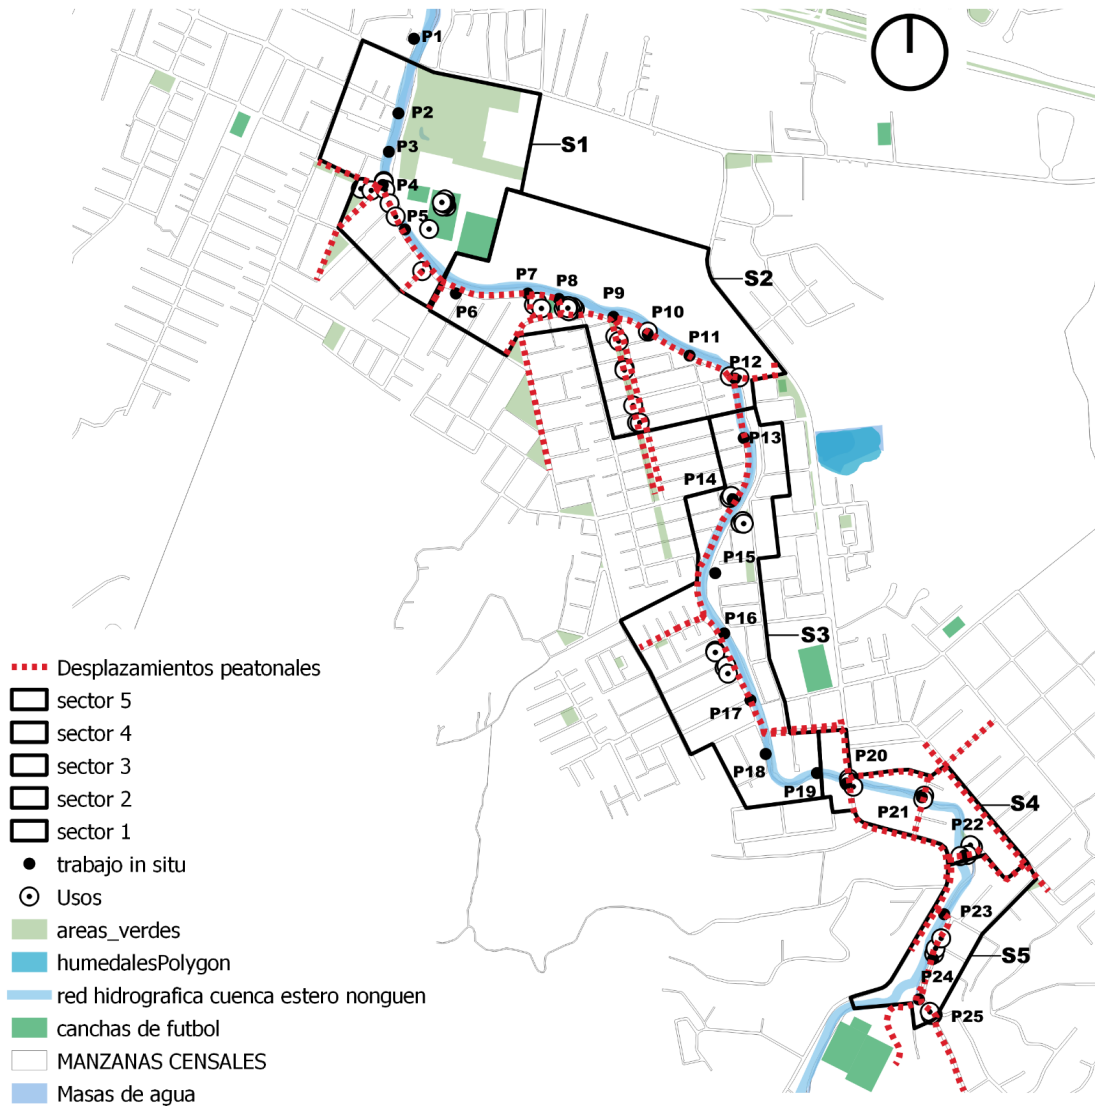 P1
P2
P3
S1
P4
P5
S2
P7
P8
P6
P9
P10
P11
P12
P13
P14
P15
P16
S3
P17
P18
P19
P20
P21
S4
P22
P23
S5
P24
P25
Desplazamientos peatonales
sector 5
sector 4
sector 3
sector 2
sector 1
trabajo in situ
Usos
areas_verdes
humedalesPolygon
red hidrografica cuenca estero nonguen
canchas de futbol
MANZANAS CENSALES
Masas de agua